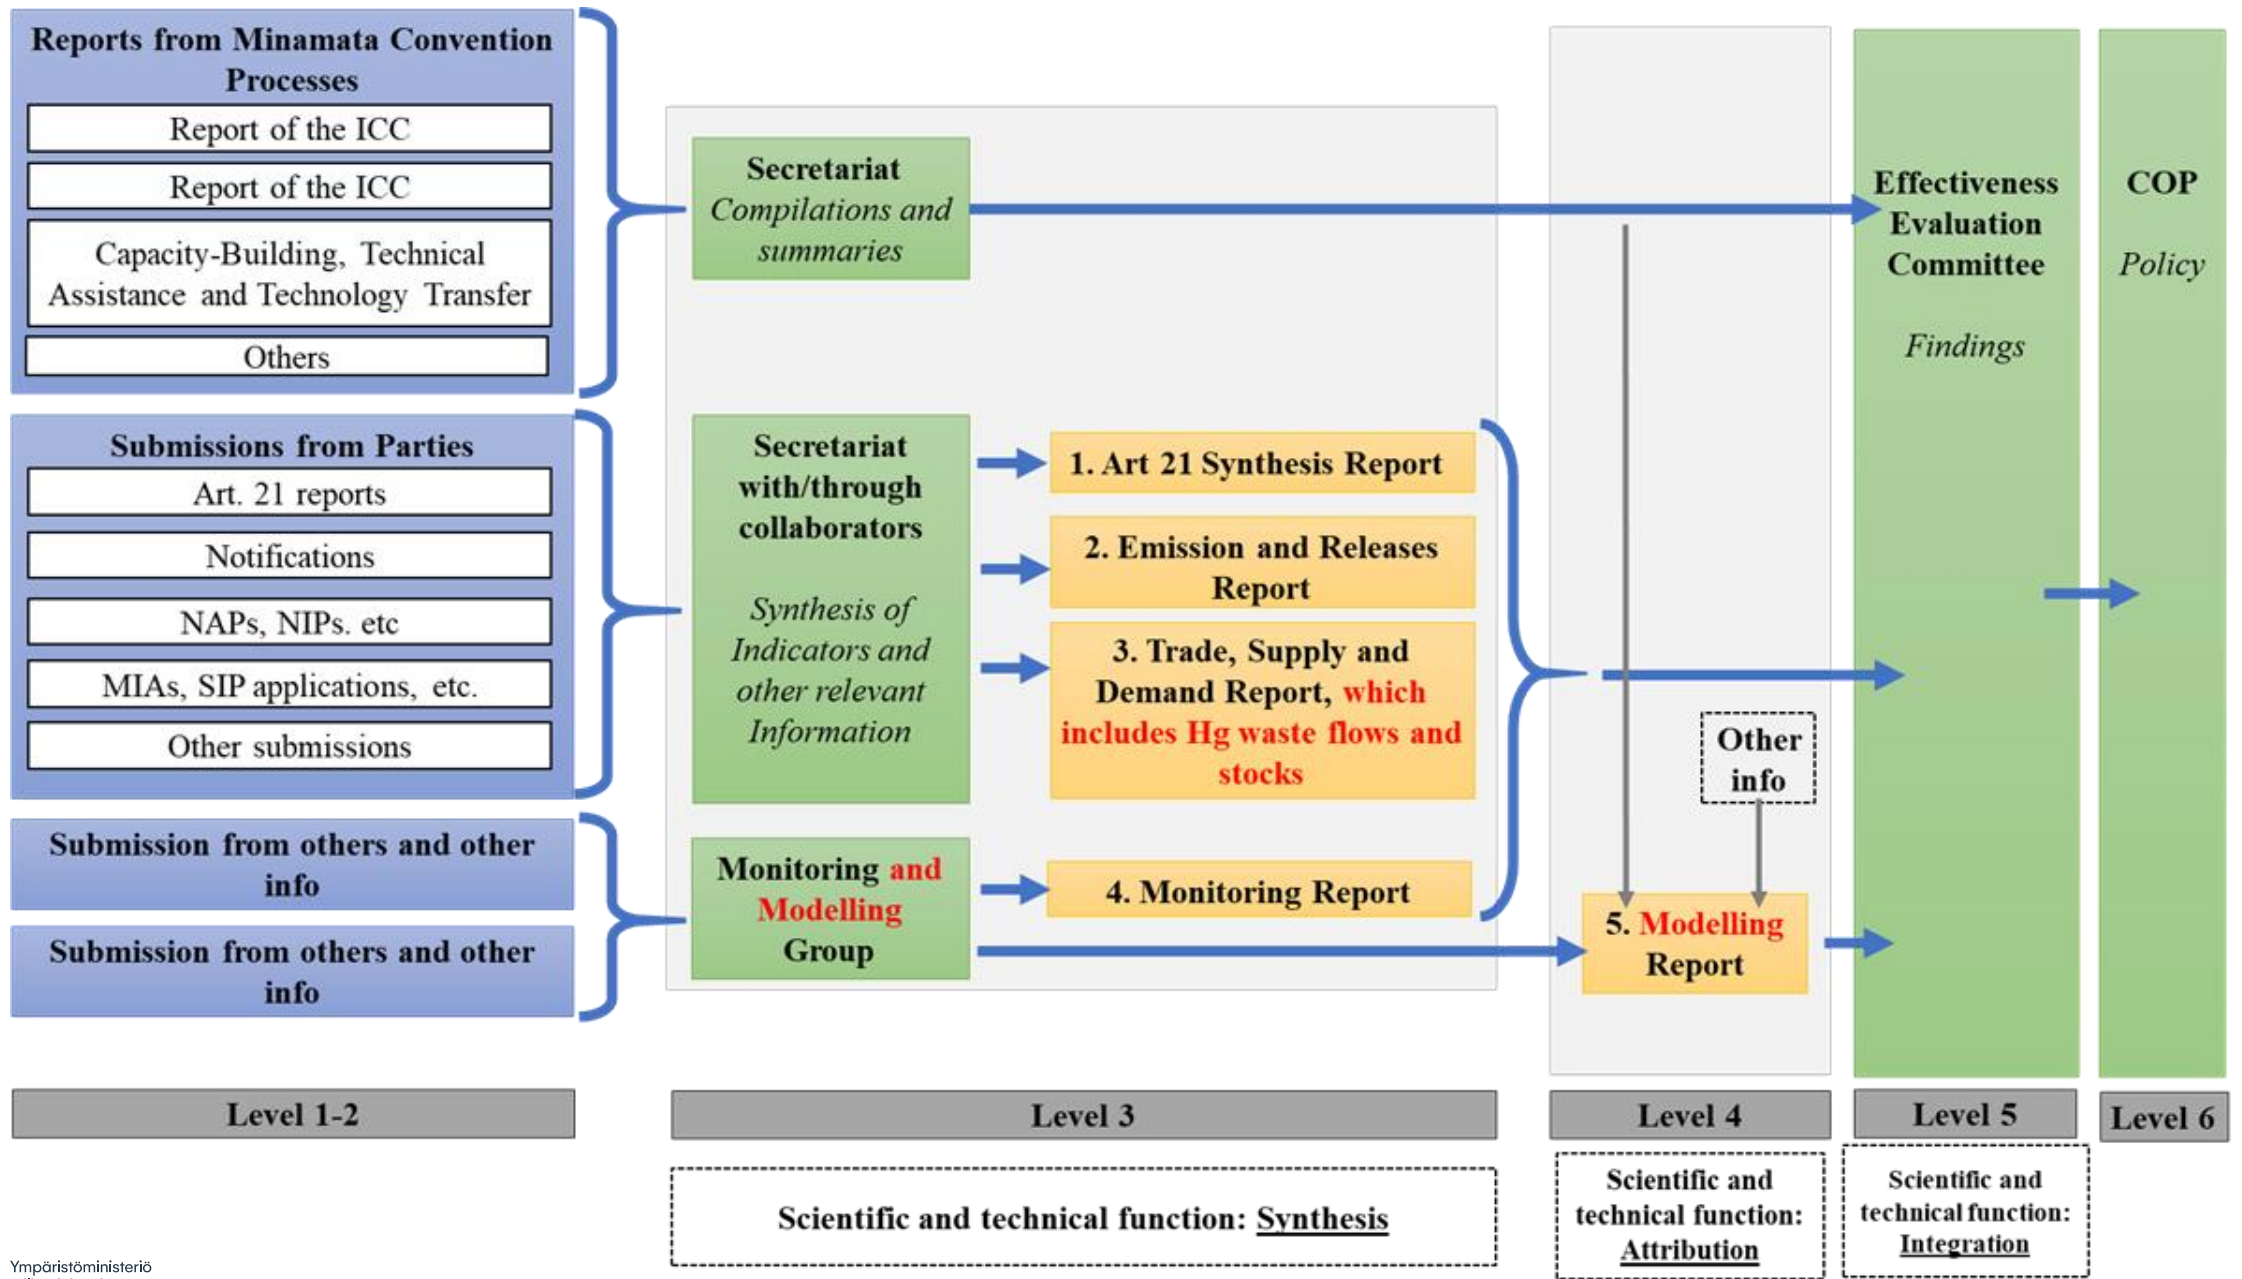 Reports from Minamata Convention
Processes
Report of the ICC
Report of the ICC
Capacity-Building, Technical
Assistance and Technology Transfer
Others
Submissions from Parties
Art. 21 reports
Notifications
NAPs, NIPs. etc
MIAs, SIP applications, etc.
Other submissions
Submission from others and other
info
Submission from others and other
info
Level 1-2
Secretariat
Compilations and
summaries
Secretariat
with/through
collaborators
Synthesis of
Indicators and
other relevant
Information
Monitoring and
Modelling
Group
1. Art 21 Synthesis Report
2. Emission and Releases
Report
3. Trade, Supply and
Demand Report, which
includes Hg waste flows and
stocks
4. Monitoring Report
Level 3
Scientific and technical function: Synthesis
Other
info
5. Modelling
Report
Level 4
Scientific and
technical function:
Attribution
Effectiveness
Evaluation
Committee
Findings
Level 5
Scientific and
technical function:
Integration
COP
Policy
Level 6
Ympäristöministeriö